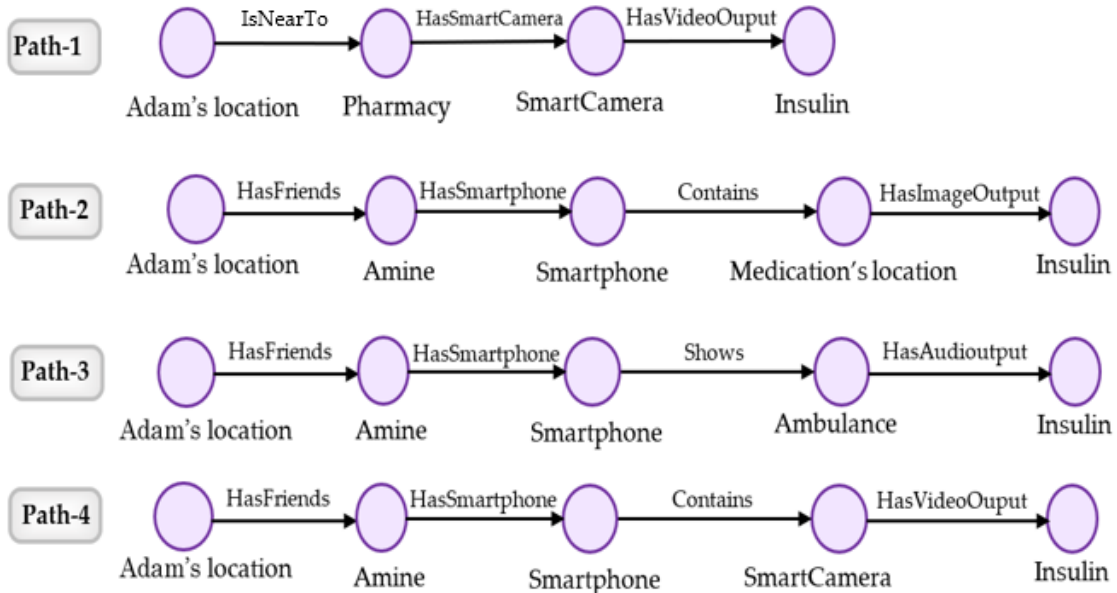 Path-1
IsNearTo
HasSmartCamera
HasVideoOuput
Adam's location
Pharmacy
SmartCamera
Insulin
Path-2
HasFriends
HasSmartphone
Contains
HasImageOutput
Adam's location
Amine
Smartphone
Medication's location
Insulin
Path-3
HasFriends
HasSmartphone
Shows
HasAudioutput
Adam's location
Amine
Smartphone
Ambulance
Insulin
Path-4
HasFriends
HasSmartphone
Contains
HasVideoOuput
Adam's location
Amine
Smartphone
SmartCamera
Insulin